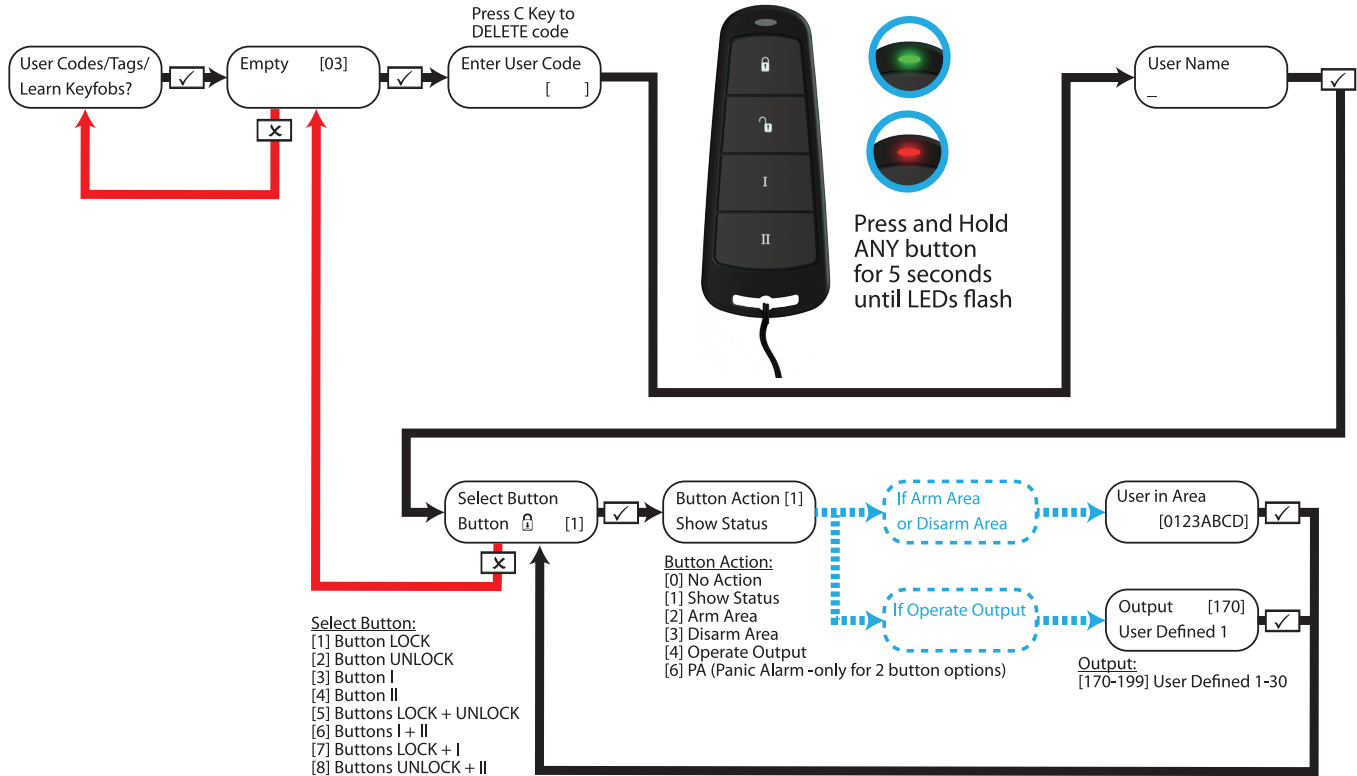 Press C Key to
DELETE code
User Codes/Tags/
Learn Keyfobs?
Empty [03]
Enter User Code
[ ]
User Name
_
I
II
Press and Hold
ANY button
for 5 seconds
until LEDs flash
Select Button
Button [1]
Button Action [1]
Show Status
If Arm Area
or Disarm Area
User in Area
[0123ABCD]
If Operate Output
Output [170]
User Defined 1
Button Action:
[0] No Action
[1] Show Status
[2] Arm Area
[3] Disarm Area
[4] Operate Output
[6] PA (Panic Alarm -only for 2 button options)
Output:
[170-199] User Defined 1-30
Select Button:
[1] Button LOCK
[2] Button UNLOCK
[3] Button I
[4] Button II
[5] Buttons LOCK + UNLOCK
[6] Buttons I + II
[7] Buttons LOCK + I
[8] Buttons UNLOCK + II